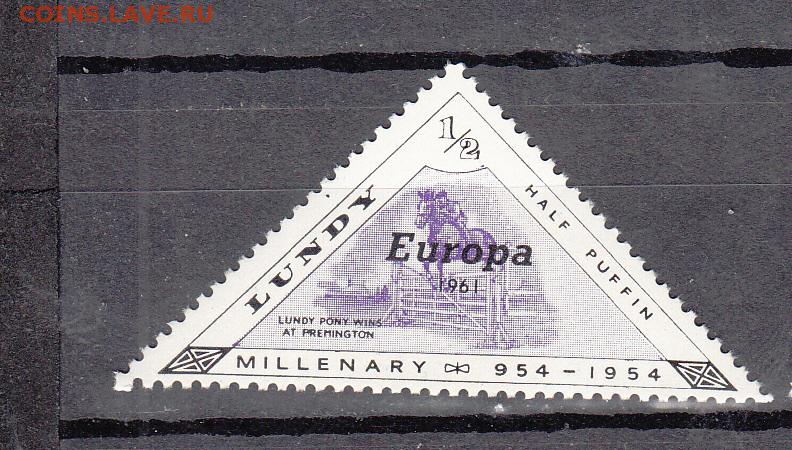 COINS.LAVE.RU
1/2
LUNDY
HALF PUFFIN
Europa
1961
LUNDY PONY WINS
AT PREMINGTON
MILLENARY 954 – 1954